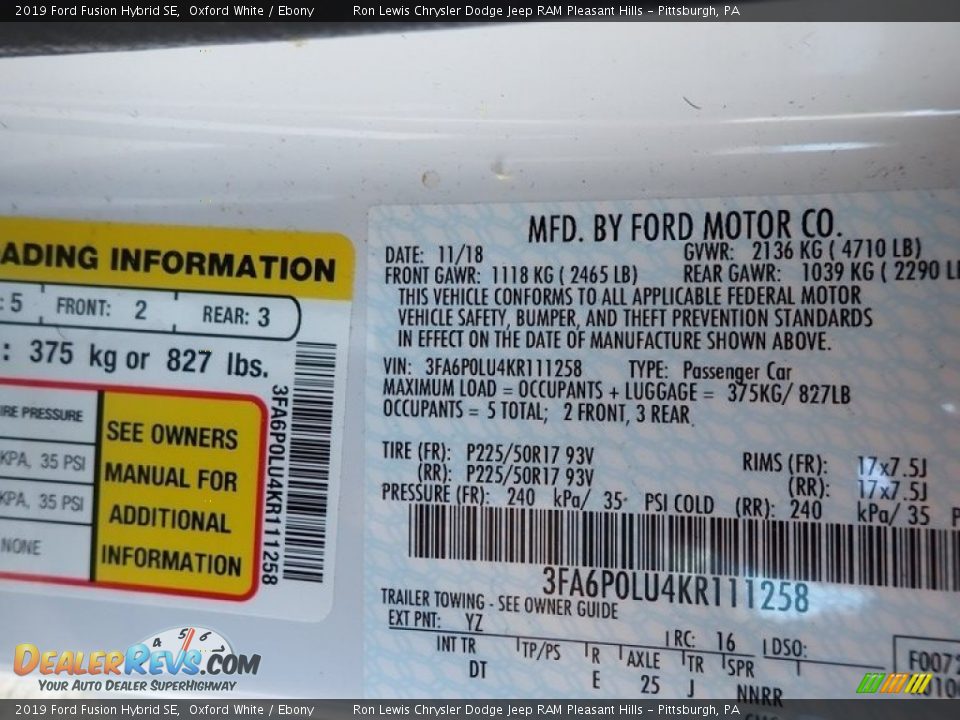 2019 Ford Fusion Hybrid SE, Oxford White / Ebony Ron Lewis Chrysler Dodge Jeep RAM Pleasant Hills – Pittsburgh, PA
ADING INFORMATION
: 5 FRONT: 2 REAR: 3
: 375 kg or 827 lbs.
IRE PRESSURE
KPA, 35 PSI
KPA, 35 PSI
NONE
SEE OWNERS
MANUAL FOR
ADDITIONAL
INFORMATION
3FA6P0LU4KR111258
MFD. BY FORD MOTOR CO.
DATE: 11/18 GVWR: 2136 KG ( 4710 LB)
FRONT GAWR: 1118 KG ( 2465 LB) REAR GAWR: 1039 KG ( 2290 L
THIS VEHICLE CONFORMS TO ALL APPLICABLE FEDERAL MOTOR
VEHICLE SAFETY, BUMPER, AND THEFT PREVENTION STANDARDS
IN EFFECT ON THE DATE OF MANUFACTURE SHOWN ABOVE.
VIN: 3FA6P0LU4KR111258 TYPE: Passenger Car
MAXIMUM LOAD = OCCUPANTS + LUGGAGE = 375KG/ 827LB
OCCUPANTS = 5 TOTAL; 2 FRONT, 3 REAR
TIRE (FR): P225/50R17 93V RIMS (FR): 17x7.5J
(RR): P225/50R17 93V (RR): 17x7.5J
PRESSURE (FR): 240 kPa/ 35 PSI COLD (RR): 240 kPa/ 35 P
3FA6P0LU4KR111258
TRAILER TOWING - SEE OWNER GUIDE
EXT PNT: YZ RC: 16 DSO:
INT TR TP/PS R AXLE TR SPR
DT E 25 J NNRR
F0072
DealerRevs.com
Your Auto Dealer SuperHighway
4 5 6
2019 Ford Fusion Hybrid SE, Oxford White / Ebony Ron Lewis Chrysler Dodge Jeep RAM Pleasant Hills – Pittsburgh, PA